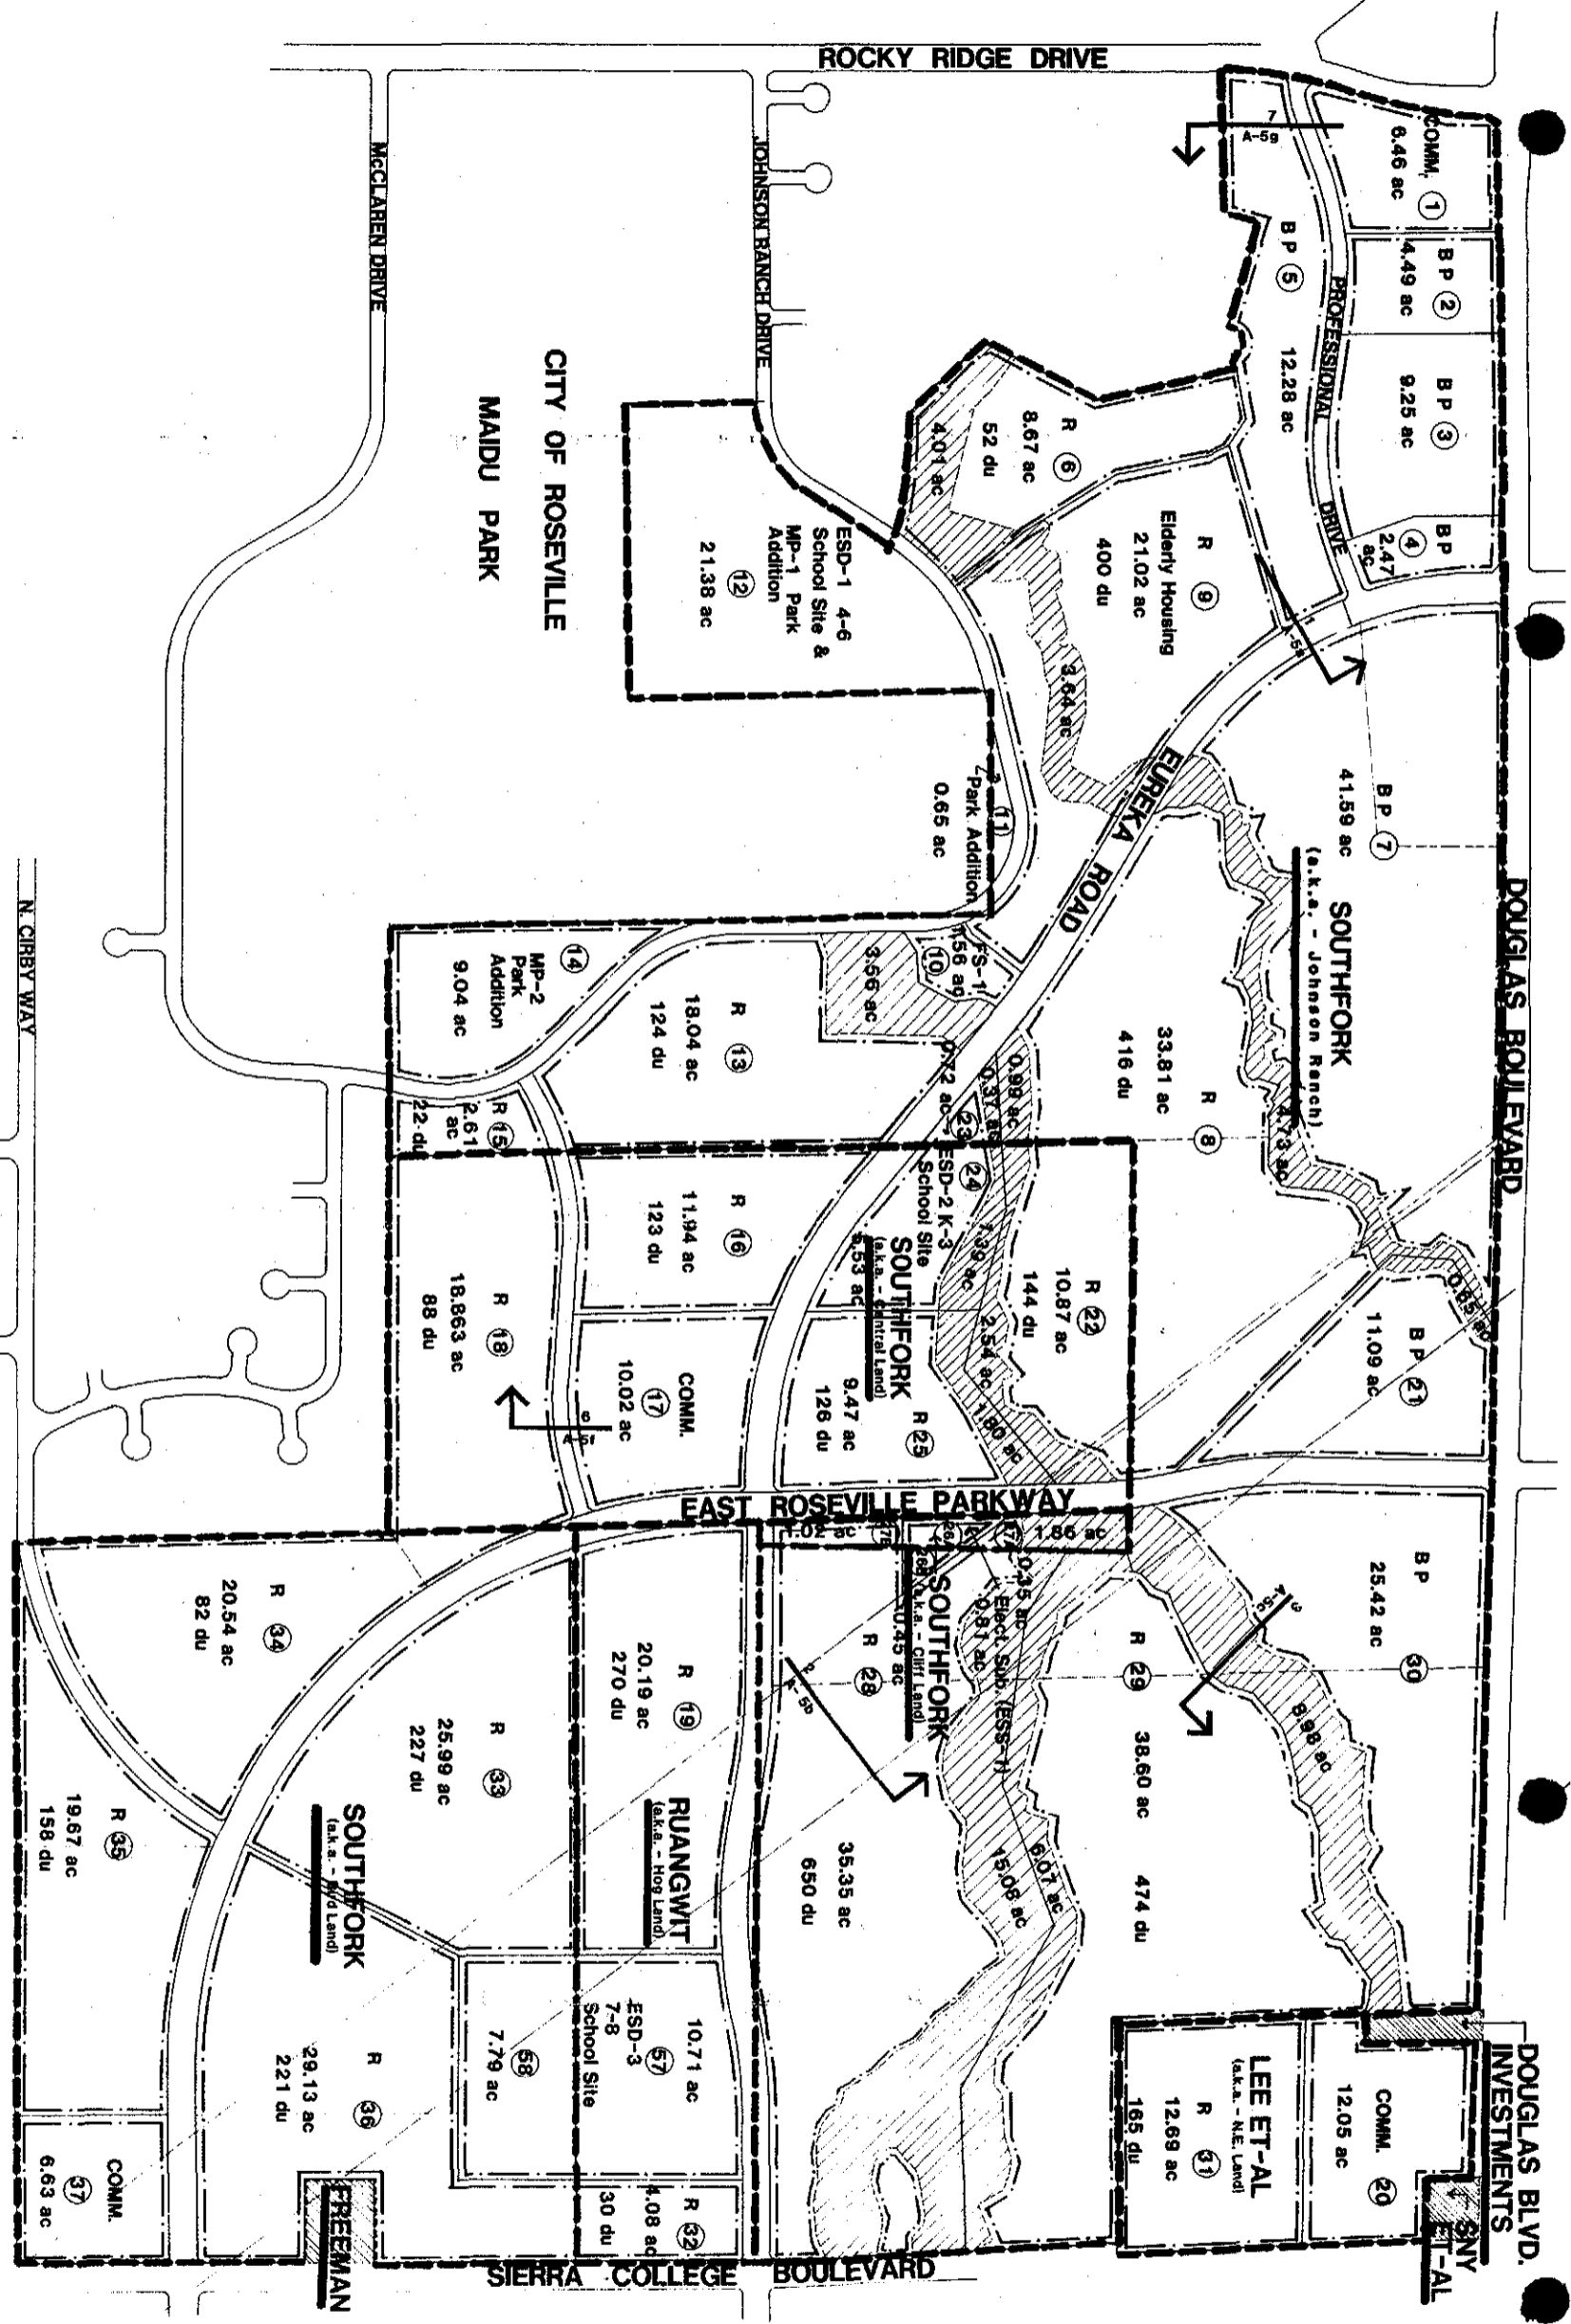 ROCKY RIDGE DRIVE
McCLAREN DRIVE
JOHNSON RANCH DRIVE
N. CIRBY WAY
DOUGLAS BOULEVARD
PROFESSIONAL
DRIVE
EUREKA ROAD
EAST ROSEVILLE PARKWAY
SIERRA COLLEGE BOULEVARD
CITY OF ROSEVILLE
MAIDU PARK
COMM. 1
6.46 ac
7
A-5g
B P 2
4.49 ac
B P 3
9.25 ac
B P
4
2.47
ac
B P 5
12.28 ac
R 6
8.67 ac
52 du
4.01 ac
B P 7
41.59 ac
SOUTHFORK
(a.k.a. - Johnson Ranch)
R 8
33.81 ac
416 du
4.73 ac
R 9
Elderly Housing
21.02 ac
400 du
3.64 ac
FS-1
1.56 ac
10
3.56 ac
11
Park Addition
0.65 ac
ESD-1 4-6
School Site &
MP-1 Park
Addition
12
21.38 ac
R 13
18.04 ac
124 du
14
MP-2
Park
Addition
9.04 ac
R 15
2.61
ac
22 du
R 16
11.94 ac
123 du
COMM.
17
10.02 ac
6
R 18
18.863 ac
88 du
R 19
20.19 ac
270 du
RUANGWIT
(a.k.a. - Hog Land)
COMM. 20
12.05 ac
B P 21
11.09 ac
0.65 ac
R 22
10.87 ac
144 du
0.99 ac
0.37 ac
0.72 ac
23
24
ESD-2 K-3
School Site
1.39 ac
2.54 ac
1.80 ac
SOUTHFORK
(a.k.a. - Central Land)
R 25
9.47 ac
126 du
1.02 ac
1.86 ac
0.35 ac
Elect. Sub. (ESS-1)
0.81 ac
SOUTHFORK
(a.k.a. - Cliff Land)
0.45 ac
R 28
35.35 ac
650 du
2
A-5b
6.07 ac
15.06 ac
R 29
38.60 ac
474 du
B P 30
25.42 ac
8.98 ac
LEE ET-AL
(a.k.a. - N.E. Land)
R 31
12.69 ac
165 du
R 32
4.08 ac
30 du
R 33
25.99 ac
227 du
R 34
20.54 ac
82 du
R 35
19.67 ac
158 du
SOUTHFORK
R 36
29.13 ac
221 du
COMM.
37
6.63 ac
10.71 ac
57
ESD-3
7-8
School Site
58
7.79 ac
FREEMAN
DOUGLAS BLVD.
INVESTMENTS
SNY
ET-AL